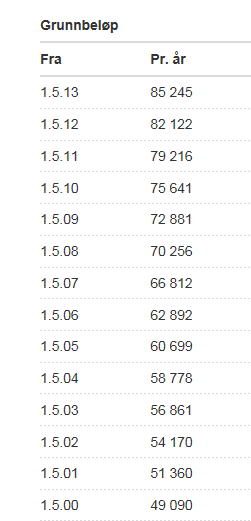 Grunnbeløp
Fra Pr. år
1.5.13 85 245
1.5.12 82 122
1.5.11 79 216
1.5.10 75 641
1.5.09 72 881
1.5.08 70 256
1.5.07 66 812
1.5.06 62 892
1.5.05 60 699
1.5.04 58 778
1.5.03 56 861
1.5.02 54 170
1.5.01 51 360
1.5.00 49 090